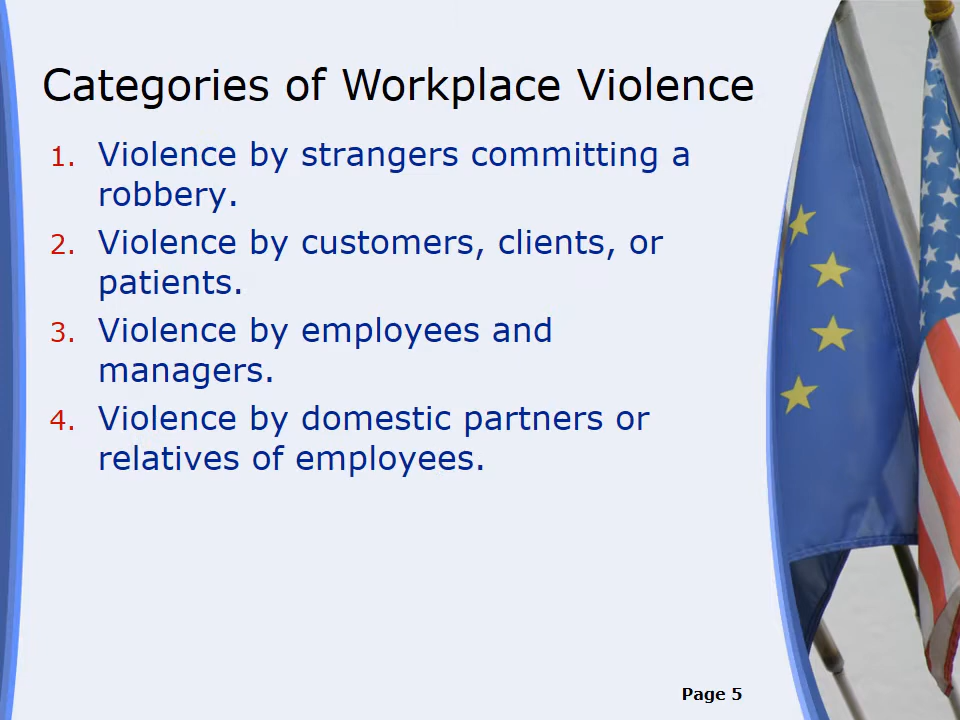 Categories of Workplace Violence
1. Violence by strangers committing a
robbery.
2. Violence by customers, clients, or
patients.
3. Violence by employees and
managers.
4. Violence by domestic partners or
relatives of employees.
Page 5